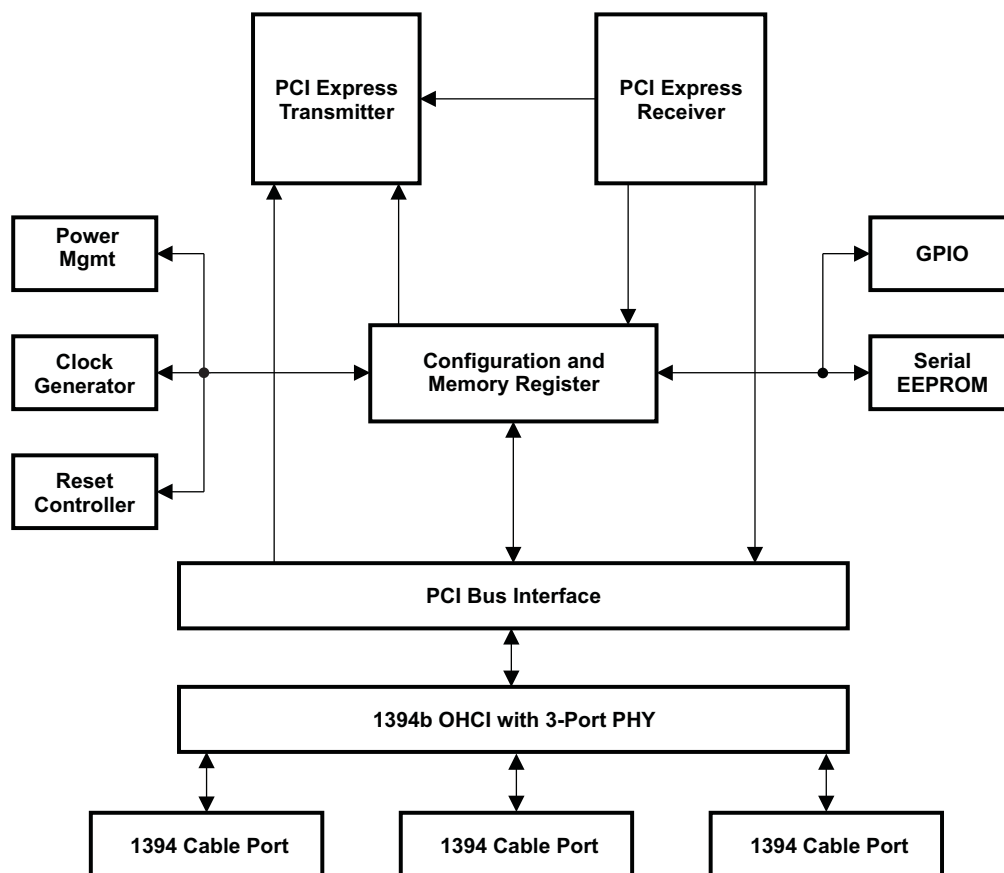 PCI Express
Transmitter
PCI Express
Receiver
Power
Mgmt
GPIO
Clock
Generator
Configuration and
Memory Register
Serial
EEPROM
Reset
Controller
PCI Bus Interface
1394b OHCI with 3-Port PHY
1394 Cable Port
1394 Cable Port
1394 Cable Port